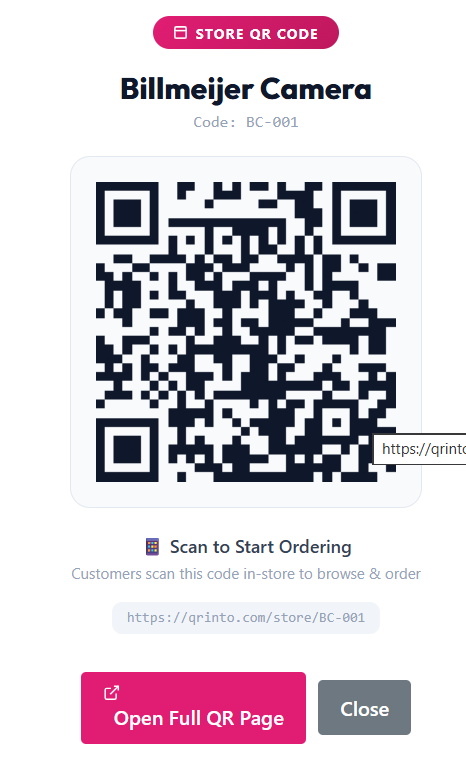 STORE QR CODE
Billmeijer Camera
Code: BC-001
https://qrinto
Scan to Start Ordering
Customers scan this code in-store to browse & order
https://qrinto.com/store/BC-001
Open Full QR Page
Close